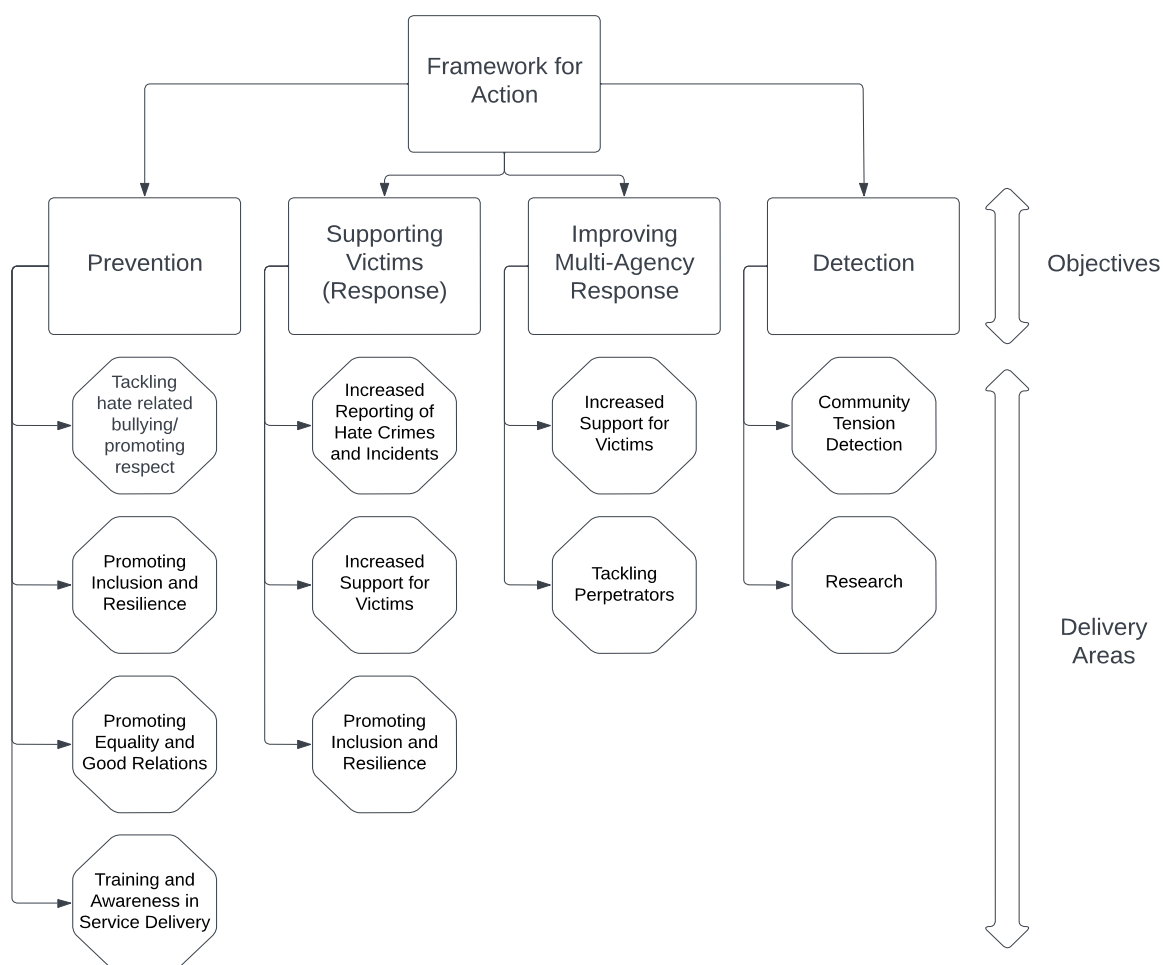 Framework for
Action
Prevention
Supporting
Victims
(Response)
Improving
Multi-Agency
Response
Detection
Objectives
Tackling
hate related
bullying/
promoting
respect
Increased
Reporting of
Hate Crimes
and Incidents
Increased
Support for
Victims
Community
Tension
Detection
Promoting
Inclusion and
Resilience
Increased
Support for
Victims
Tackling
Perpetrators
Research
Delivery
Areas
Promoting
Equality and
Good Relations
Promoting
Inclusion and
Resilience
Training and
Awareness in
Service Delivery